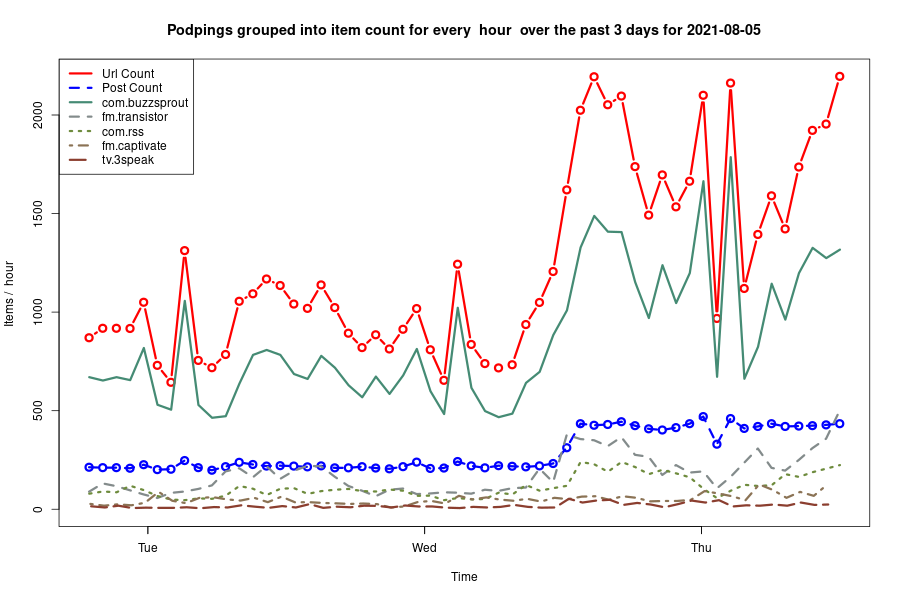 Podpings grouped into item count for every  hour  over the past 3 days for 2021-08-05
Url Count
Post Count
com.buzzsprout
fm.transistor
com.rss
fm.captivate
tv.3speak
2000
1500
1000
500
0
Items /  hour
Tue
Wed
Thu
Time